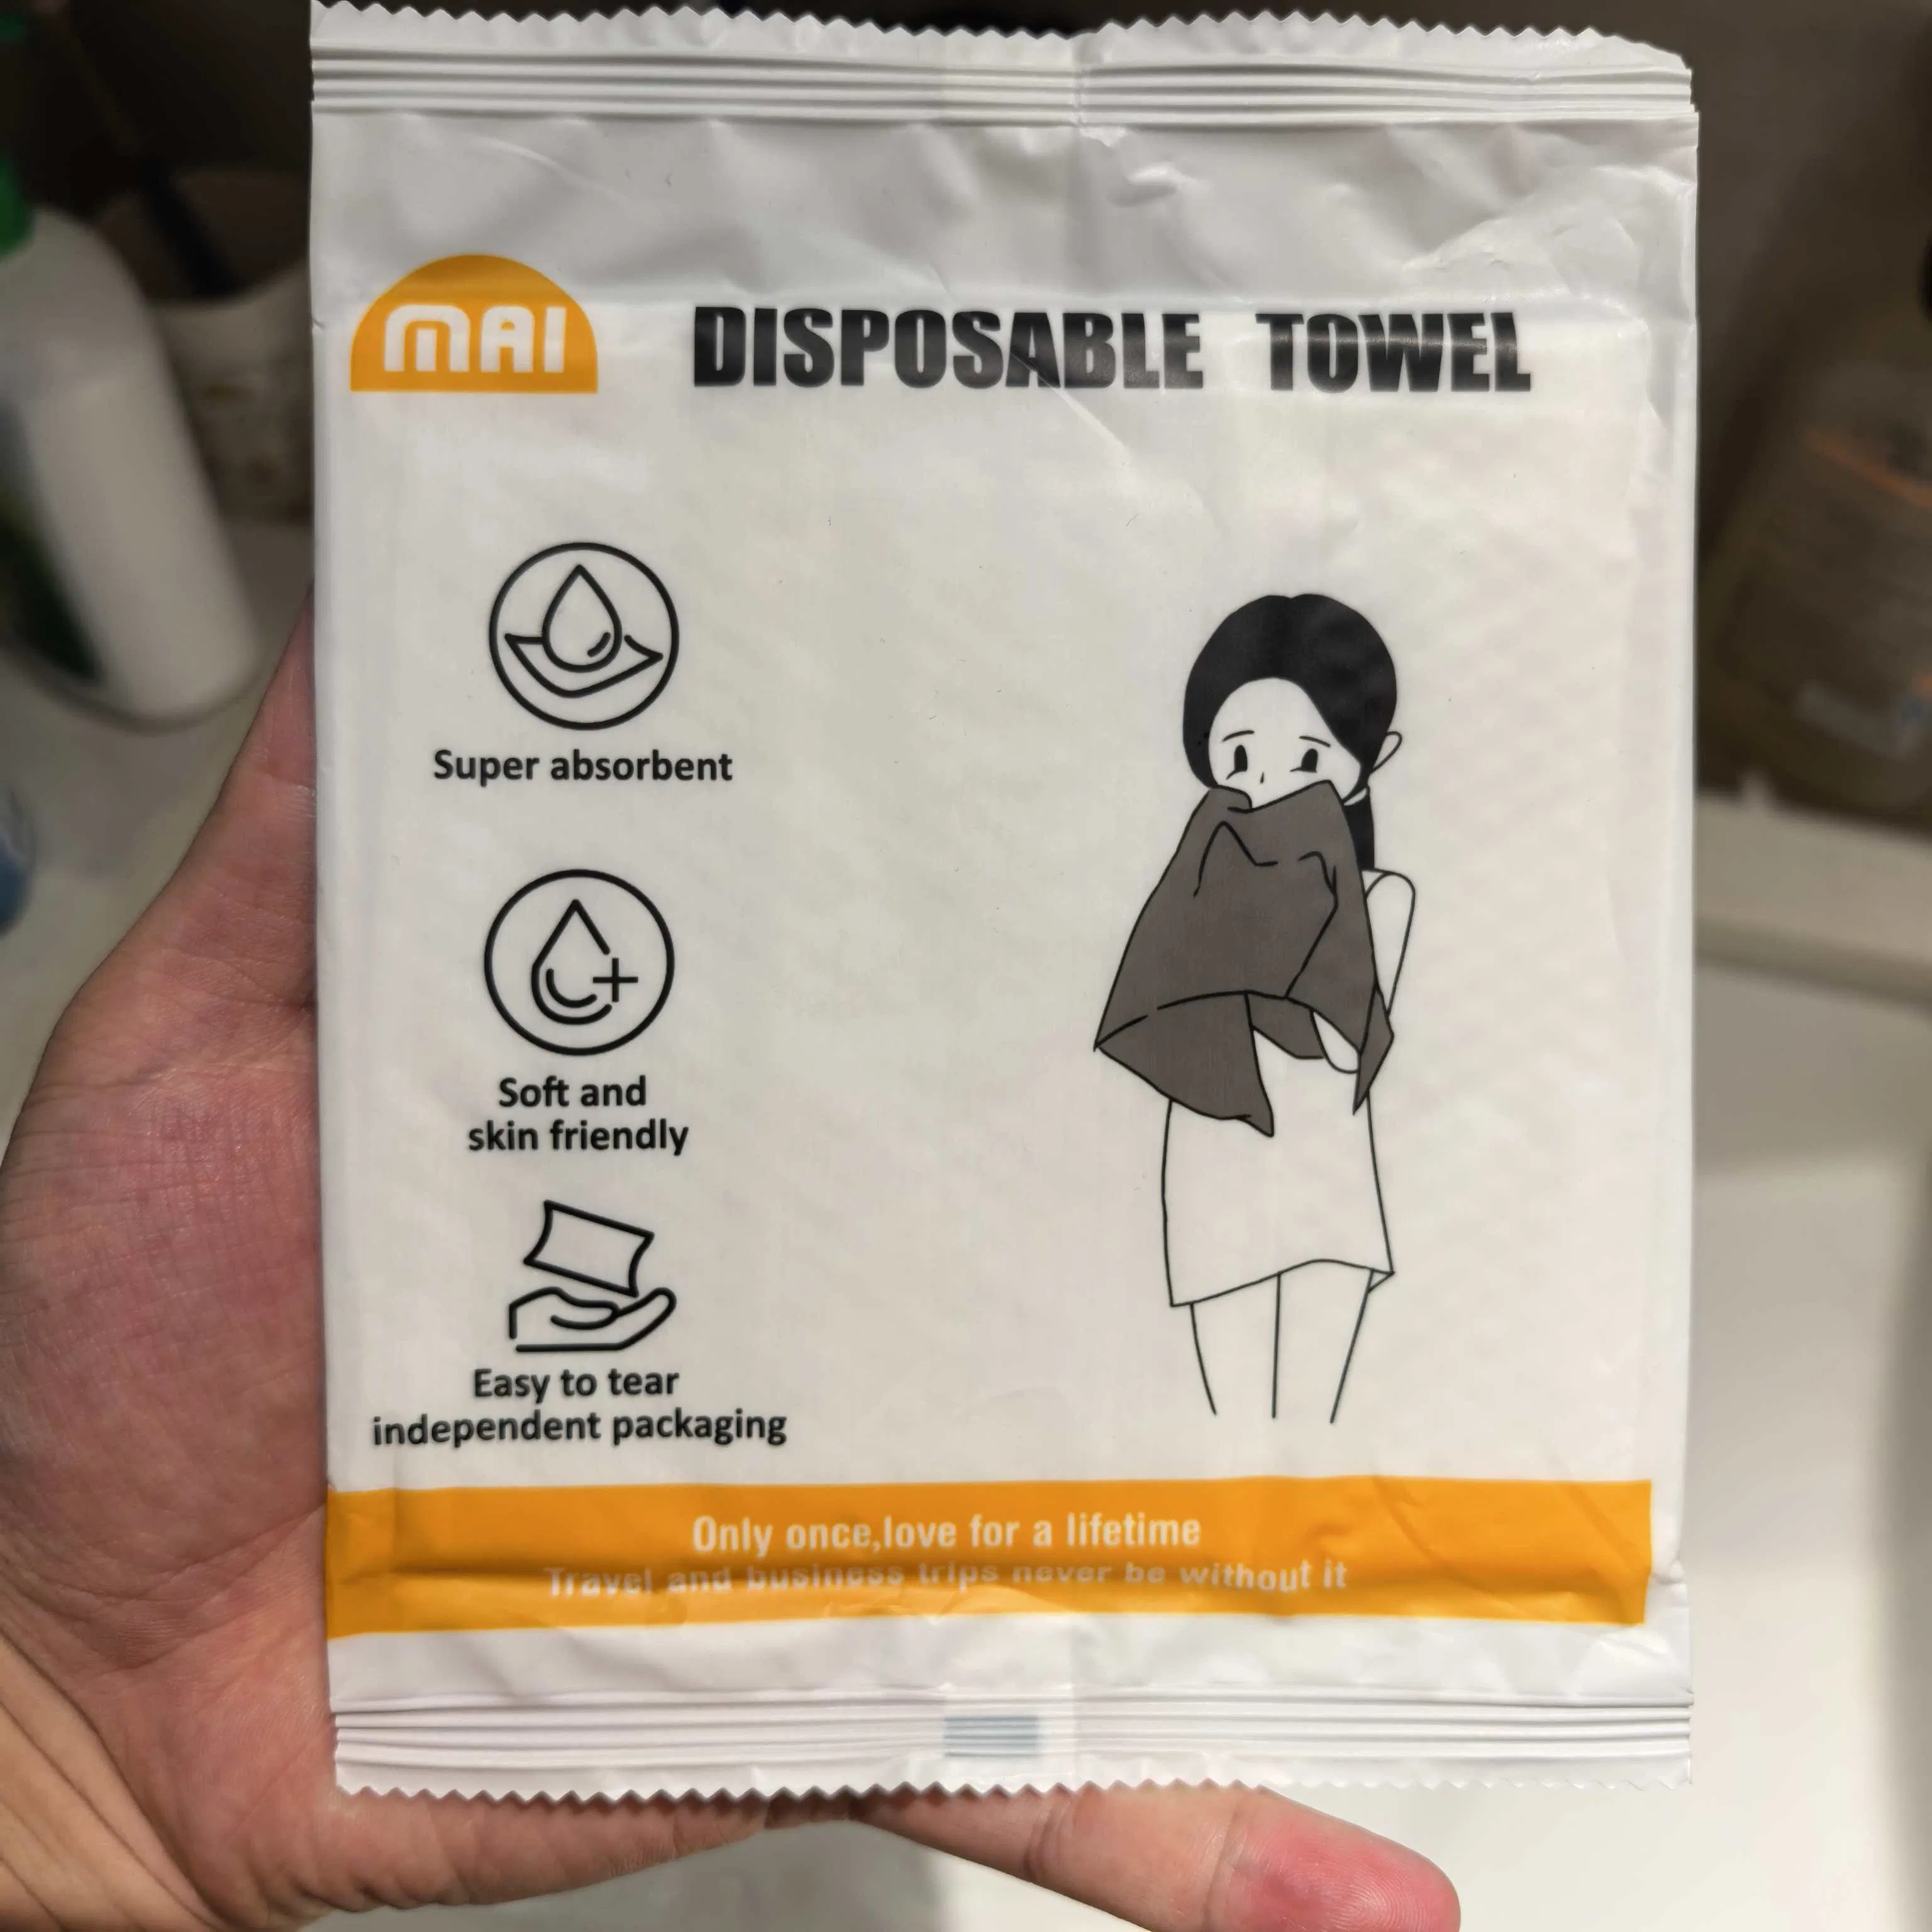 MAI
DISPOSABLE TOWEL
Super absorbent
Soft and
skin friendly
Easy to tear
independent packaging
Only once,love for a lifetime
Travel and business trips never be without it